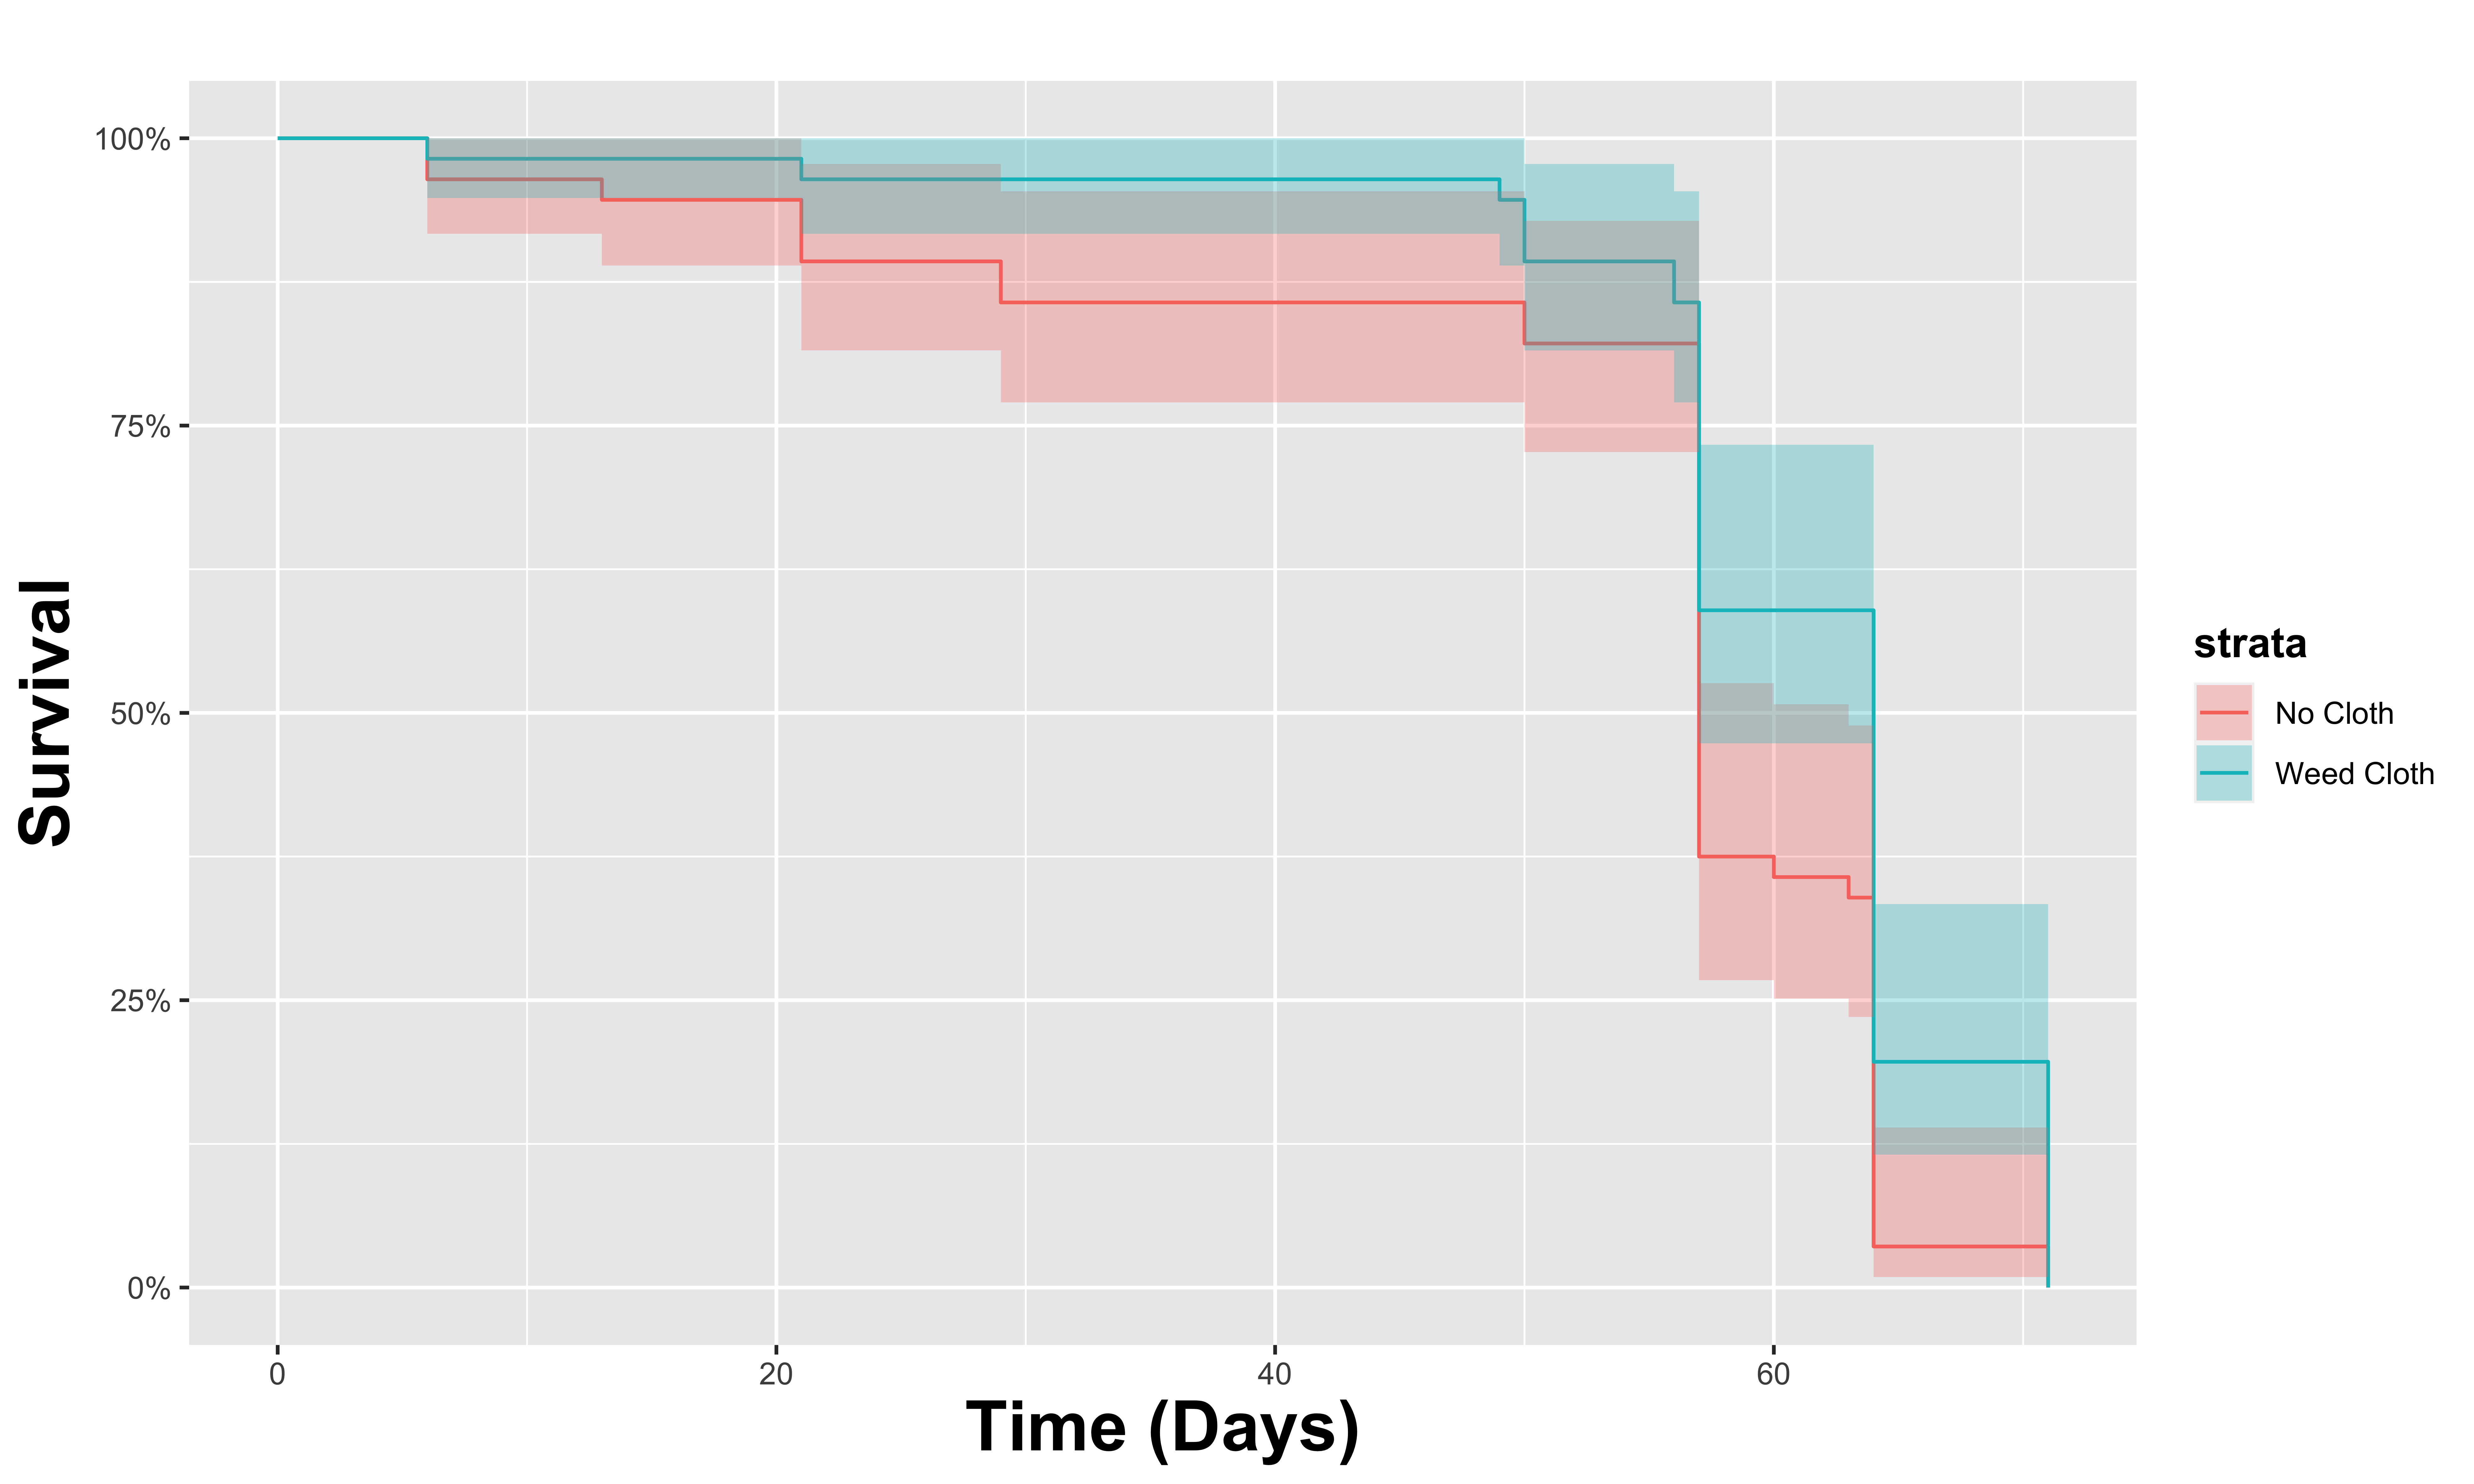 100%
75%
50%
25%
0%
Survival
0 20 40 60
Time (Days)
strata
No Cloth
Weed Cloth